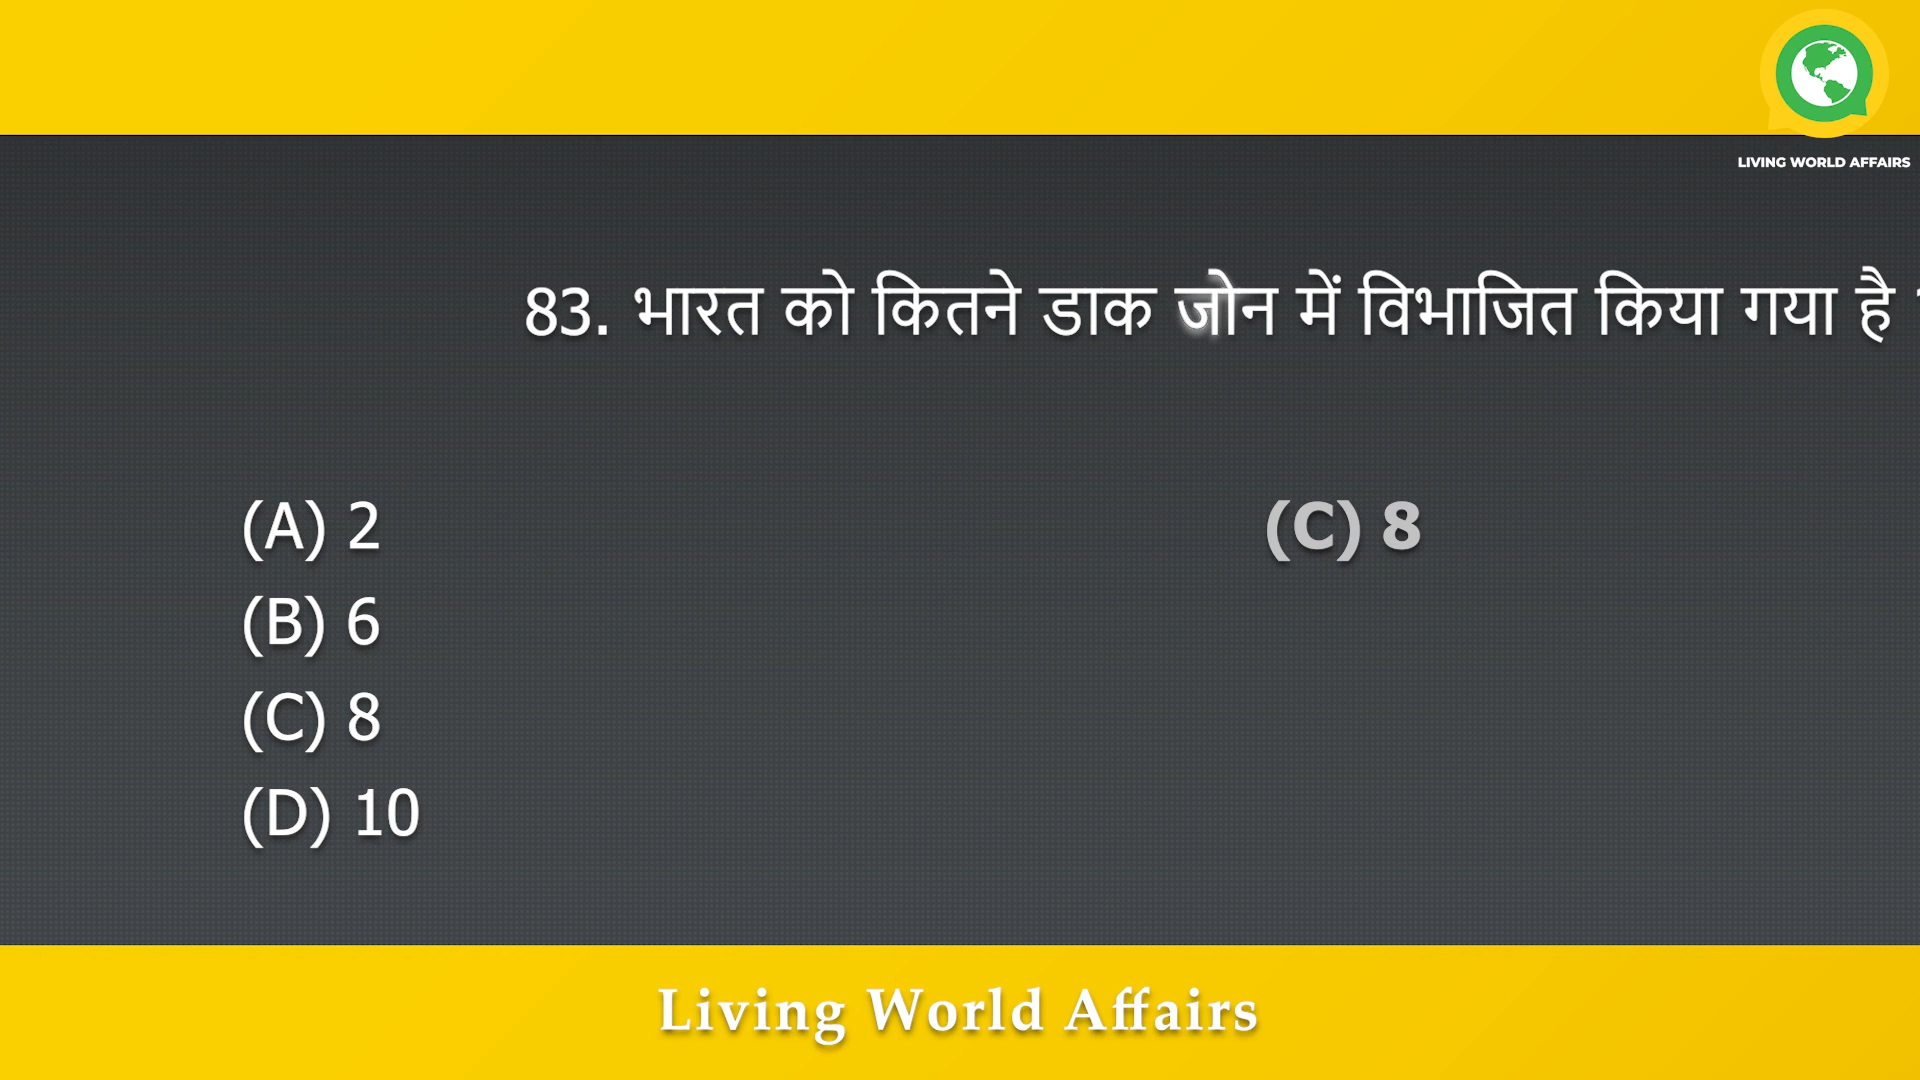 LIVING WORLD AFFAIRS
83. भारत को कितने डाक जोन में विभाजित किया गया है
(A) 2
(B) 6
(C) 8
(D) 10
(C) 8
Living World Affairs